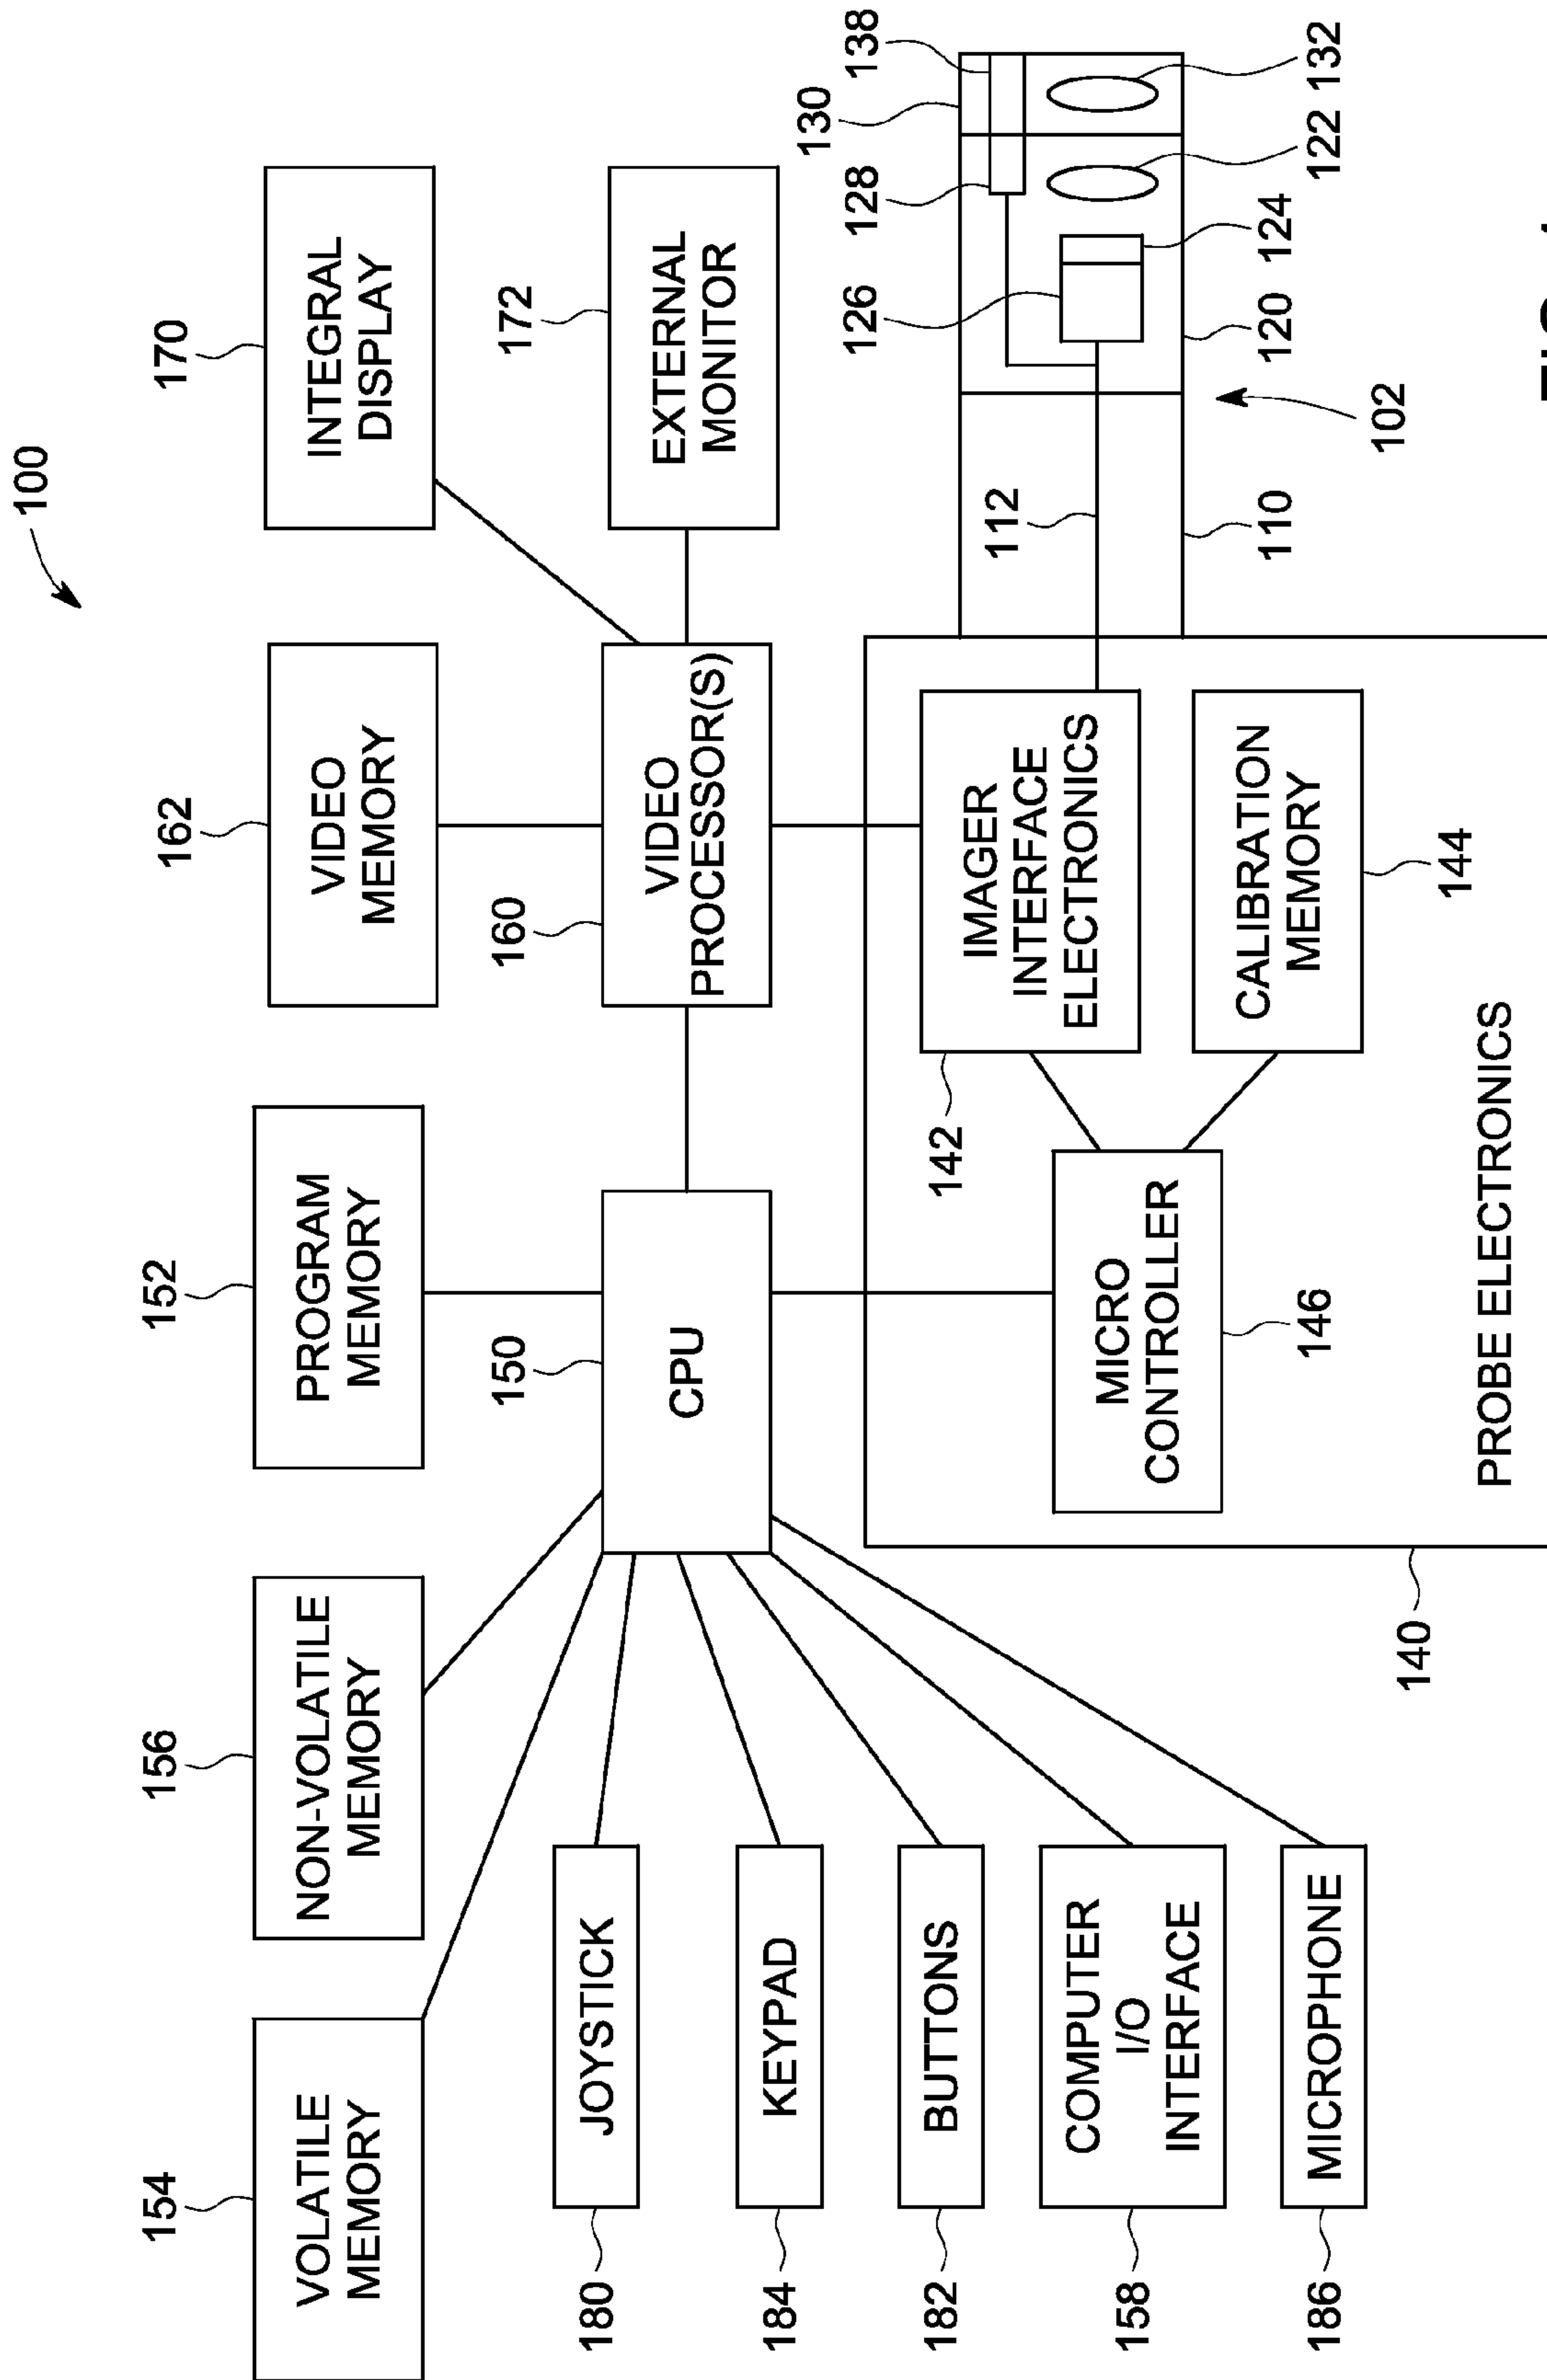 100
154
156
152
162
170
VOLATILE
MEMORY
NON-VOLATILE
MEMORY
PROGRAM
MEMORY
VIDEO
MEMORY
INTEGRAL
DISPLAY
172
EXTERNAL
MONITOR
150
CPU
160
VIDEO
PROCESSOR(S)
180
JOYSTICK
184
KEYPAD
182
BUTTONS
158
COMPUTER
I/O
INTERFACE
186
MICROPHONE
142
IMAGER
INTERFACE
ELECTRONICS
MICRO
CONTROLLER
146
CALIBRATION
MEMORY
144
140
PROBE ELECTRONICS
112
110
102
126
128
130
138
120
124
122
132